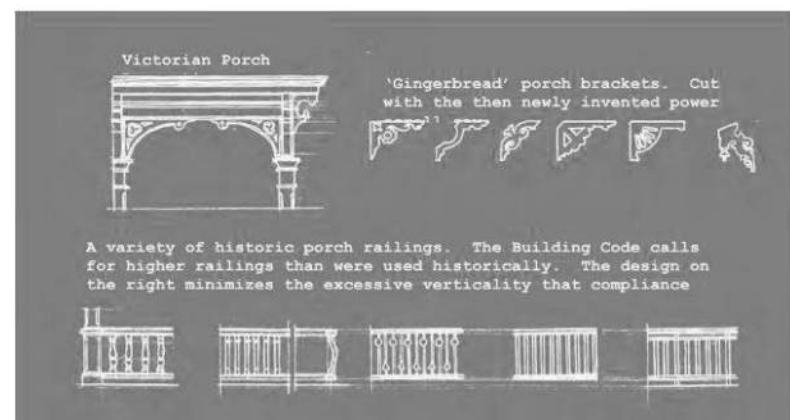 Victorian Porch
'Gingerbread' porch brackets. Cut
with the then newly invented power
A variety of historic porch railings. The Building Code calls
for higher railings than were used historically. The design on
the right minimizes the excessive verticality that compliance